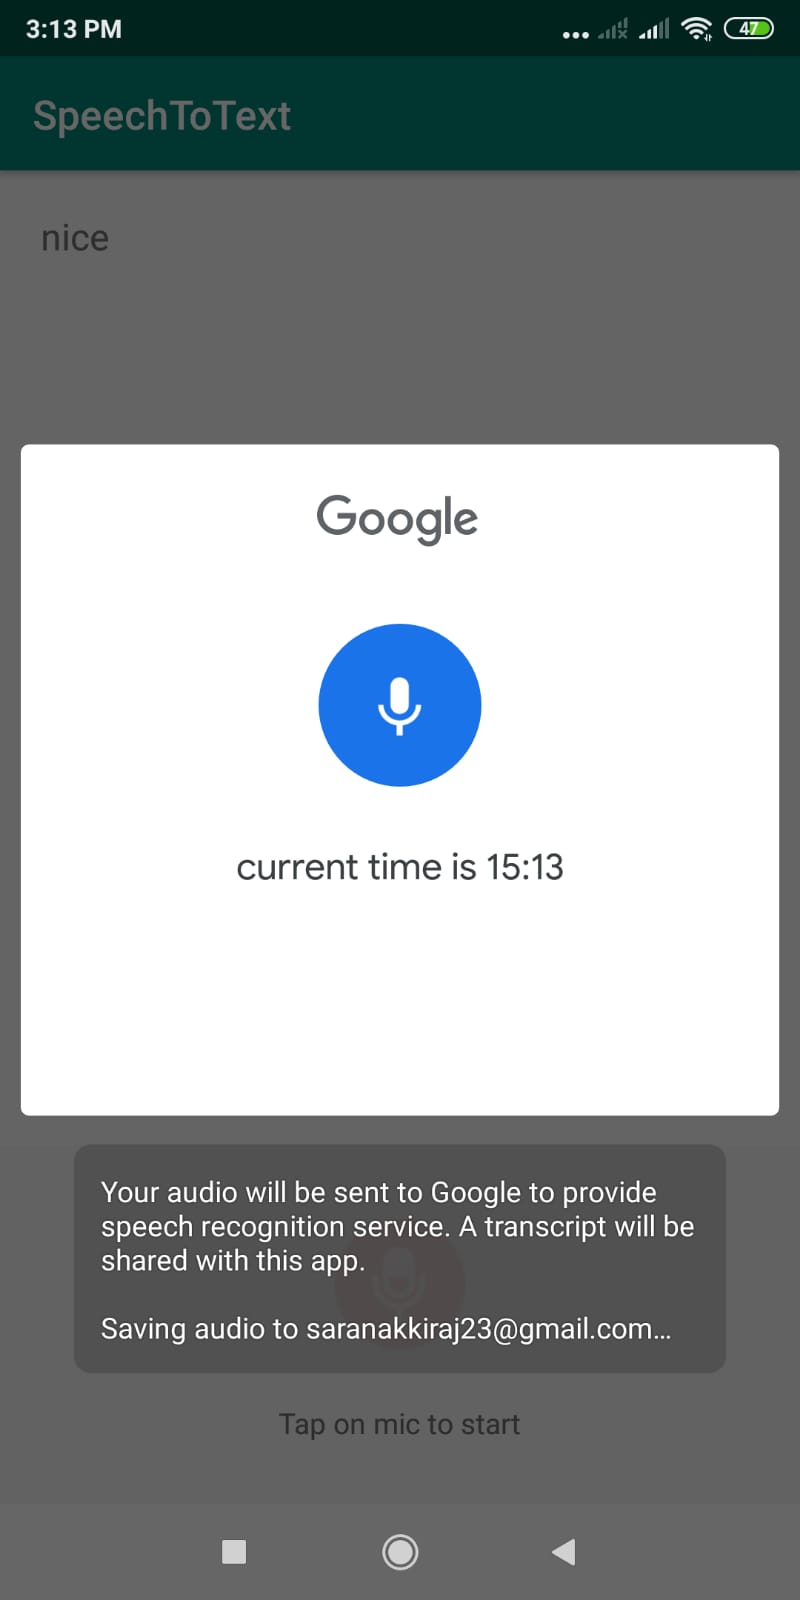 3:13 PM
47
SpeechToText
nice
Google
current time is 15:13
Your audio will be sent to Google to provide
speech recognition service. A transcript will be
shared with this app.
Saving audio to saranakkiraj23@gmail.com...
Tap on mic to start